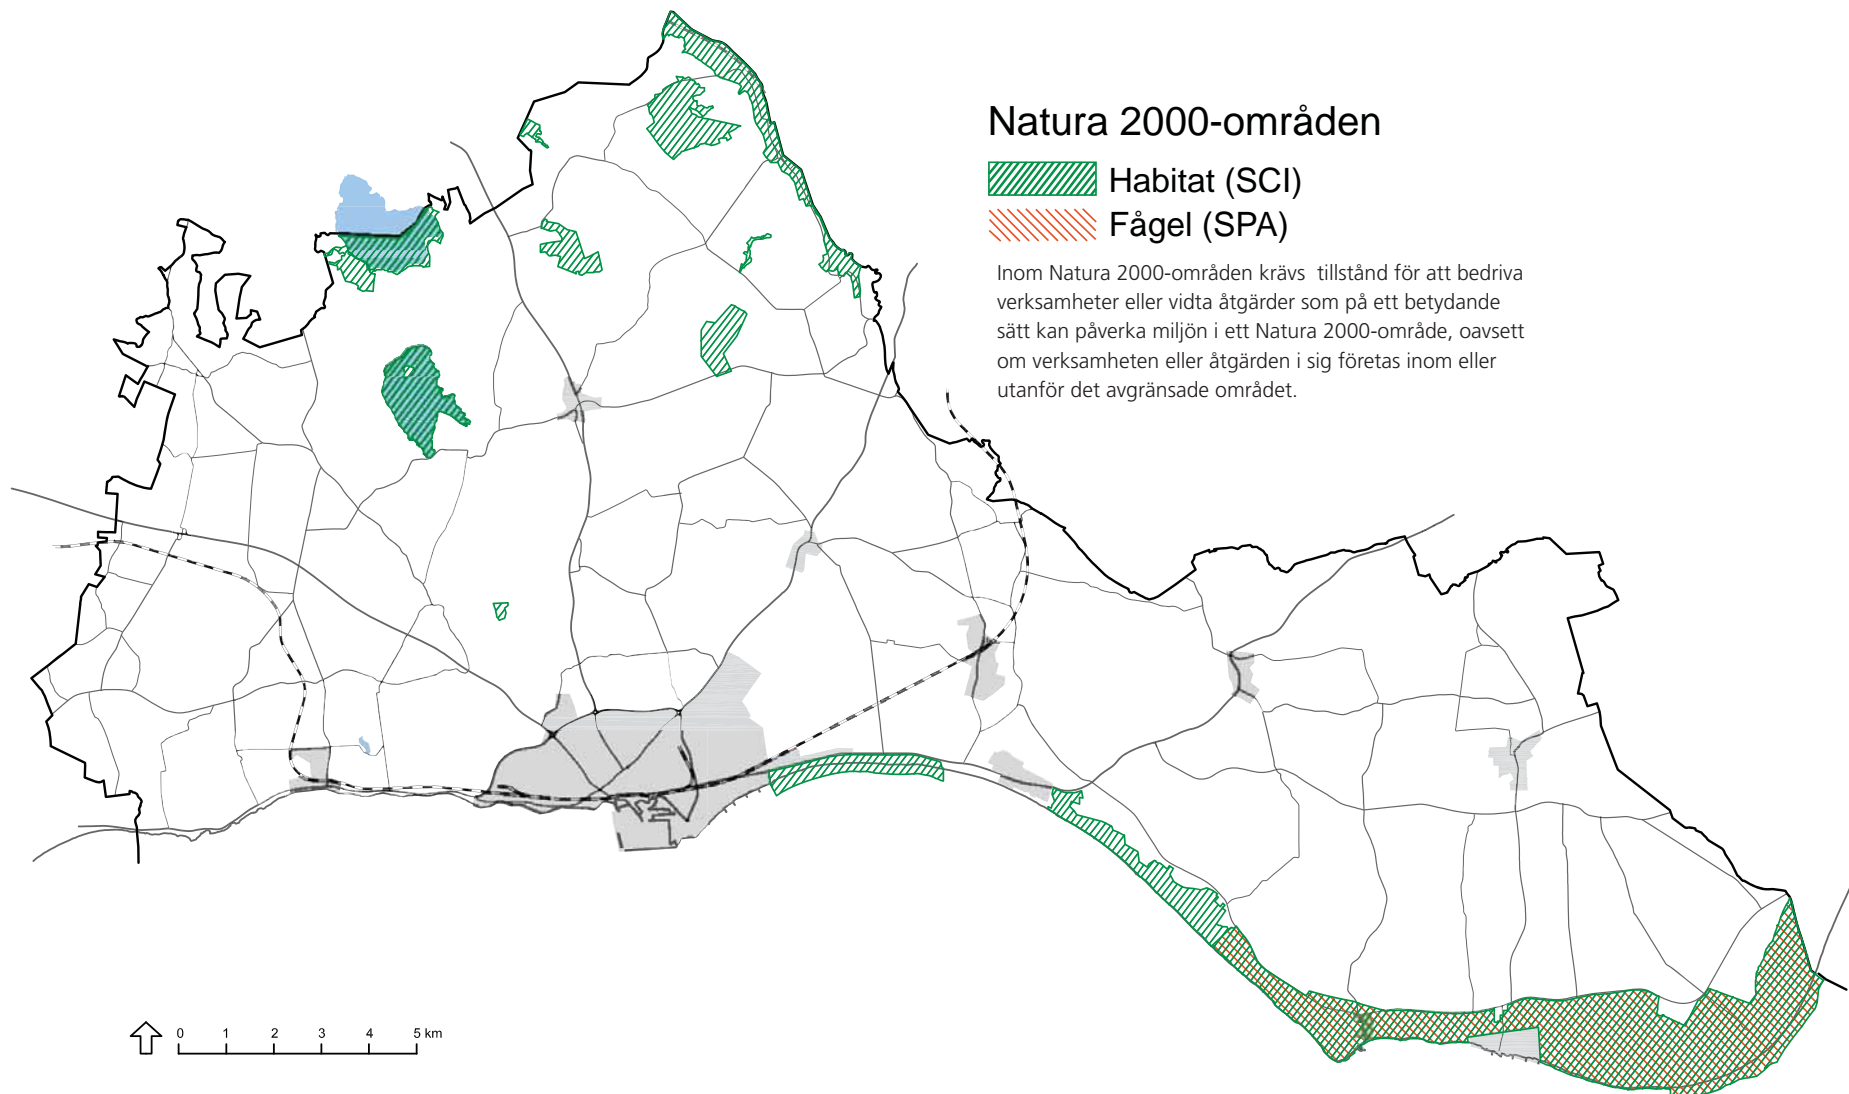 Natura 2000-områden
Habitat (SCI)
Fågel (SPA)
Inom Natura 2000-områden krävs tillstånd för att bedriva
verksamheter eller vidta åtgärder som på ett betydande
sätt kan påverka miljön i ett Natura 2000-område, oavsett
om verksamheten eller åtgärden i sig företas inom eller
utanför det avgränsade området.
0 1 2 3 4 5 km